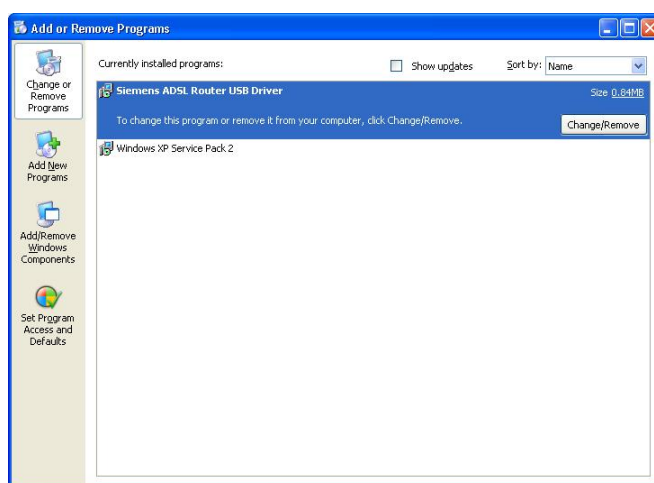 Add or Remove Programs
Change or
Remove
Programs
Add New
Programs
Add/Remove
Windows
Components
Set Program
Access and
Defaults
Currently installed programs:
Show updates
Sort by:
Name
Siemens ADSL Router USB Driver
Size 0.84MB
To change this program or remove it from your computer, click Change/Remove.
Change/Remove
Windows XP Service Pack 2